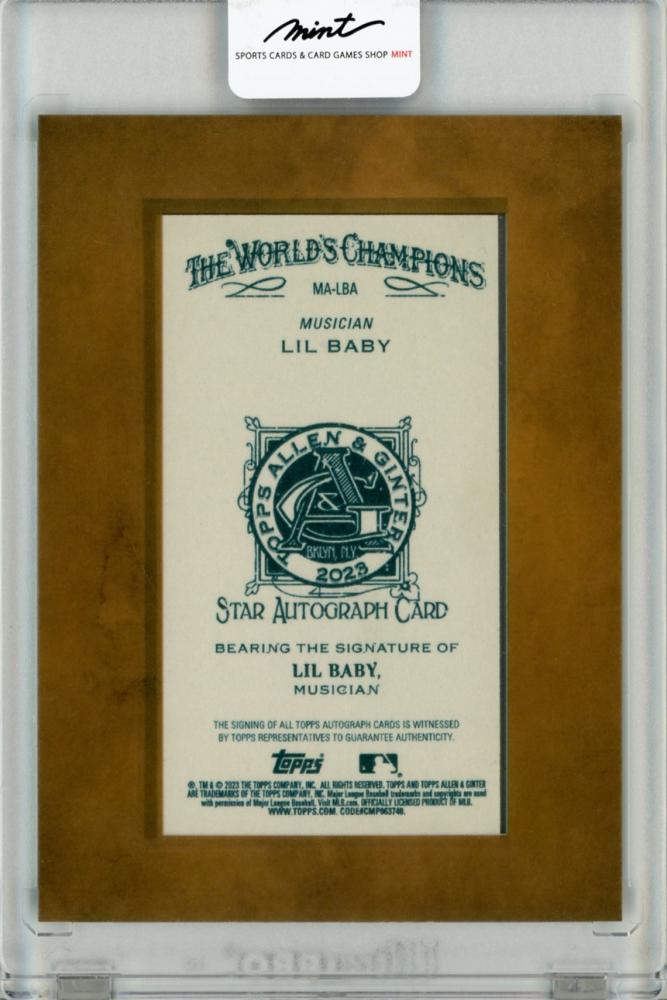 mint
SPORTS CARDS & CARD GAMES SHOP MINT
THE WORLD'S CHAMPIONS
MA-LBA
MUSICIAN
LIL BABY
TOPPS ALLEN & GINTER
A&G
BKLYN, N.Y.
2023
STAR AUTOGRAPH CARD
BEARING THE SIGNATURE OF
LIL BABY,
MUSICIAN
THE SIGNING OF ALL TOPPS AUTOGRAPH CARDS IS WITNESSED
BY TOPPS REPRESENTATIVES TO GUARANTEE AUTHENTICITY.
topps
®, TM & © 2023 THE TOPPS COMPANY, INC. ALL RIGHTS RESERVED. TOPPS AND TOPPS ALLEN & GINTER
ARE TRADEMARKS OF THE TOPPS COMPANY, INC. Major League Baseball trademarks and copyrights are used
with permission of Major League Baseball. Visit MLB.com. OFFICIALLY LICENSED PRODUCT OF MLB.
WWW.TOPPS.COM. CODE#CMP963740.